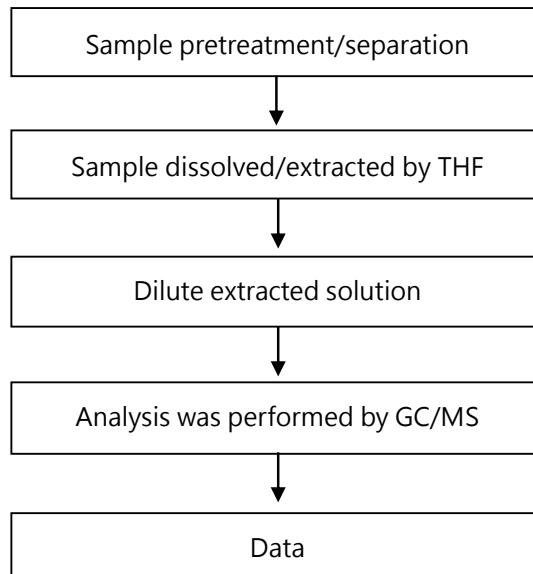 Sample pretreatment/separation
Sample dissolved/extracted by THF
Dilute extracted solution
Analysis was performed by GC/MS
Data